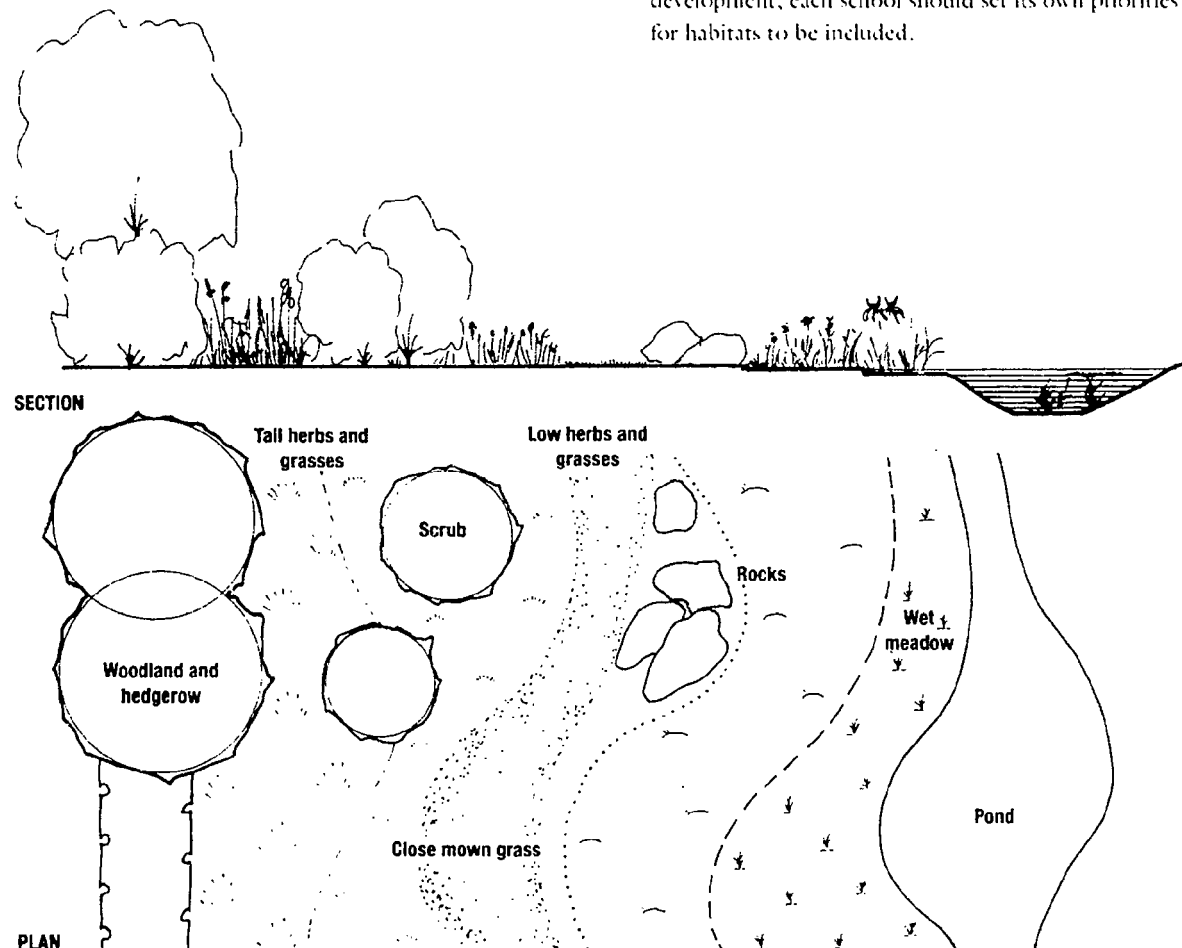 development, each school should set its own priorities
for habitats to be included.
SECTION
Tall herbs and
grasses
Low herbs and
grasses
Scrub
Rocks
Wet
meadow
Woodland and
hedgerow
Pond
Close mown grass
PLAN